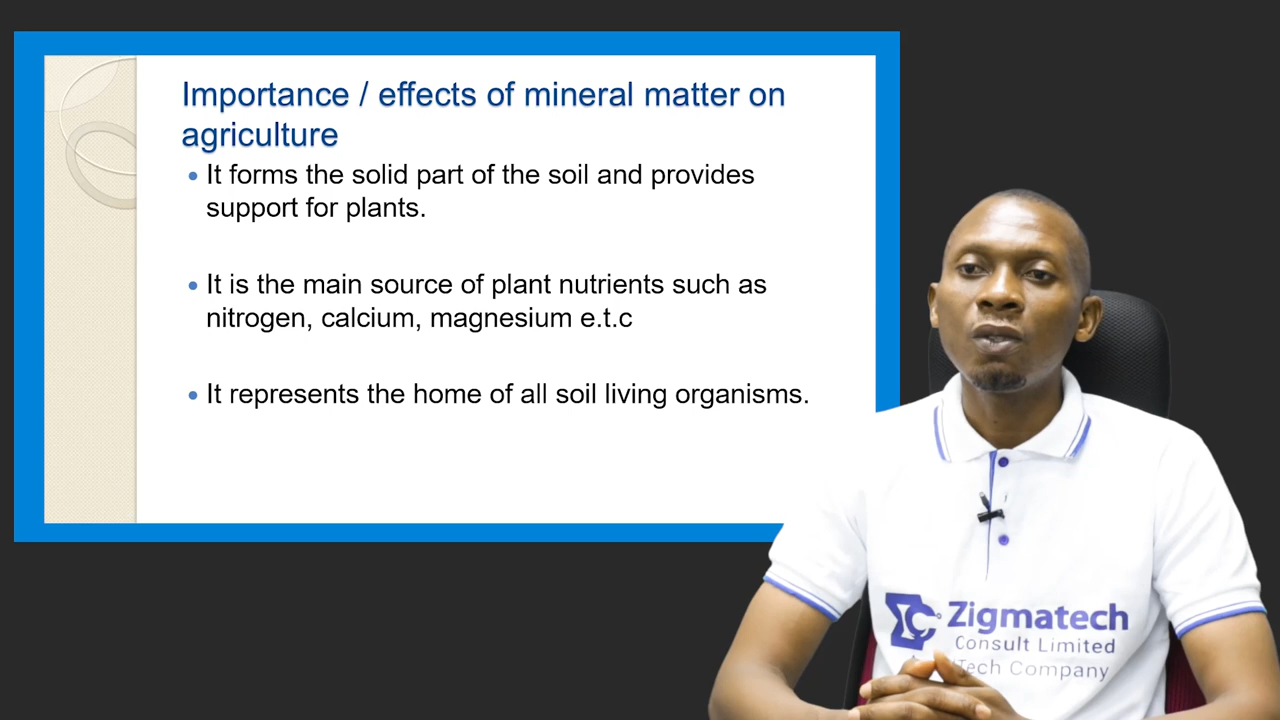 Importance / effects of mineral matter on
agriculture
• It forms the solid part of the soil and provides
support for plants.
• It is the main source of plant nutrients such as
nitrogen, calcium, magnesium e.t.c
• It represents the home of all soil living organisms.
Zigmatech
Consult Limited
Tech Company